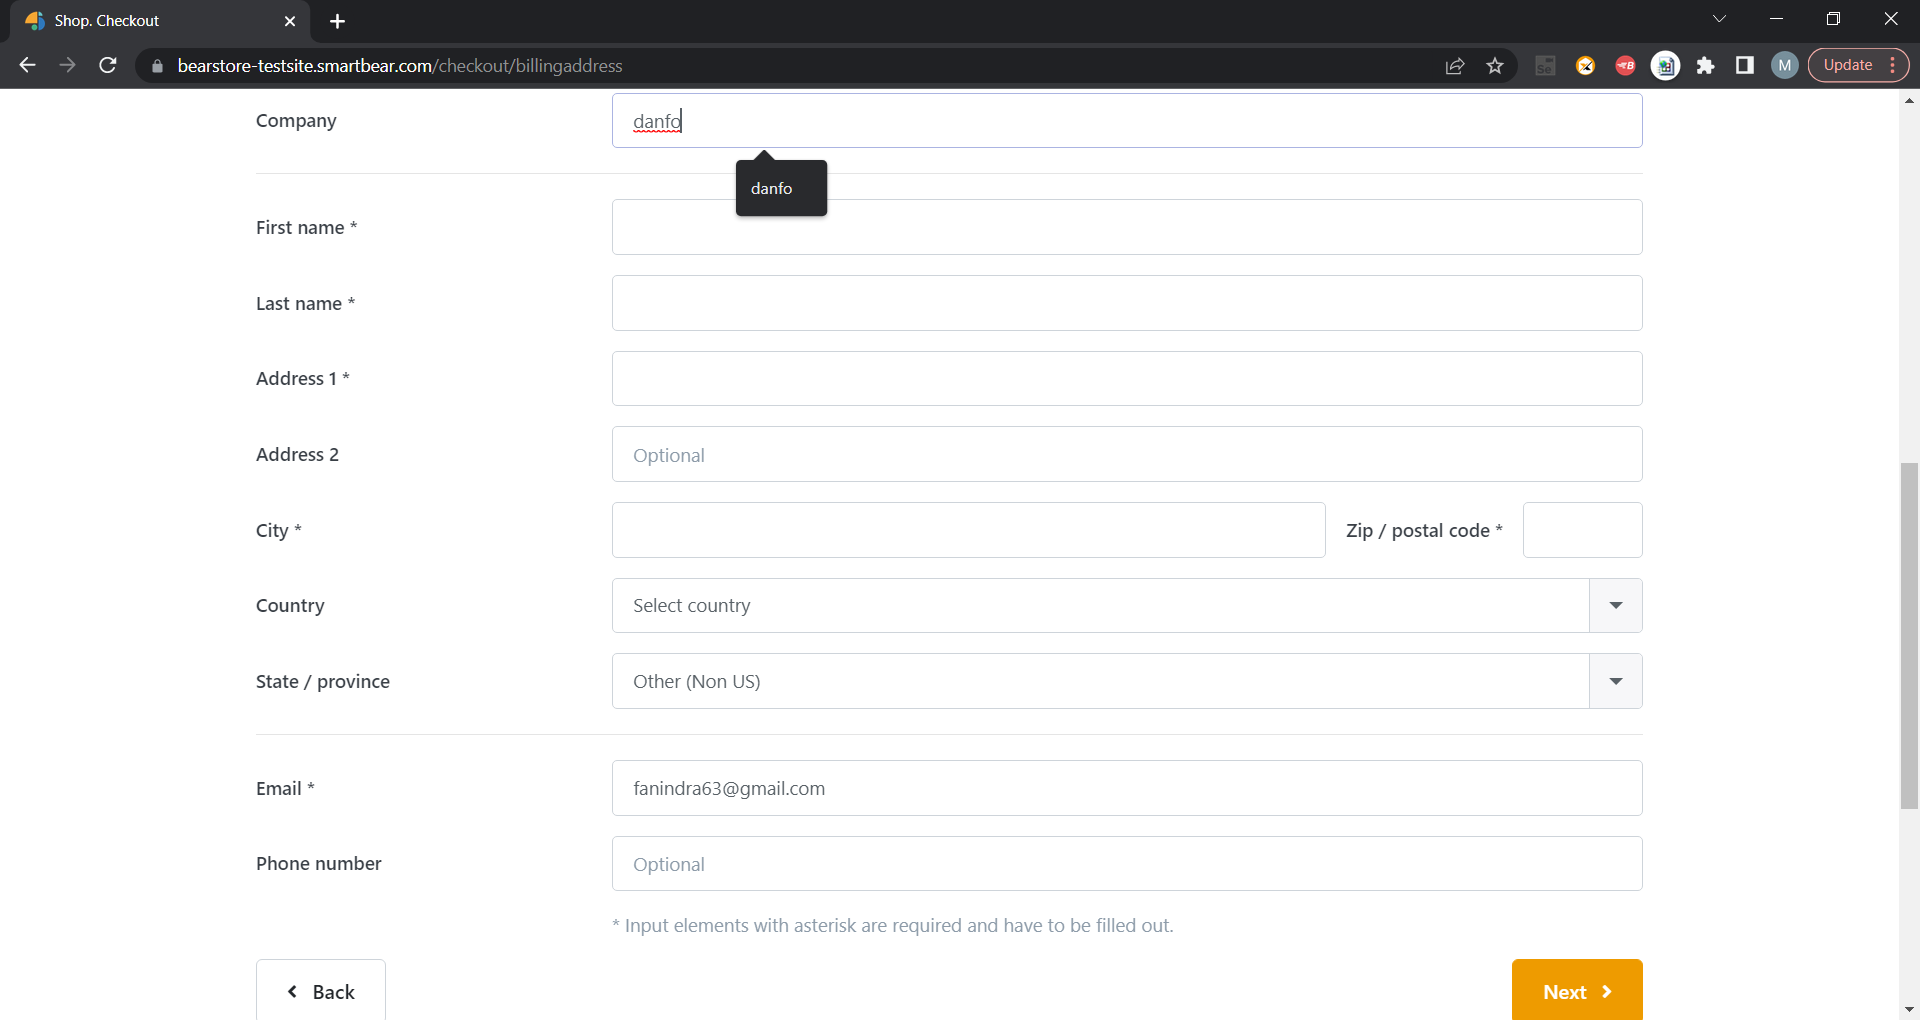 Shop. Checkout
bearstore-testsite.smartbear.com/checkout/billingaddress
Se
B
M
Update
Company
danfo
danfo
First name *
Last name *
Address 1 *
Address 2
Optional
City *
Zip / postal code *
Country
Select country
State / province
Other (Non US)
Email *
fanindra63@gmail.com
Phone number
Optional
* Input elements with asterisk are required and have to be filled out.
Back
Next